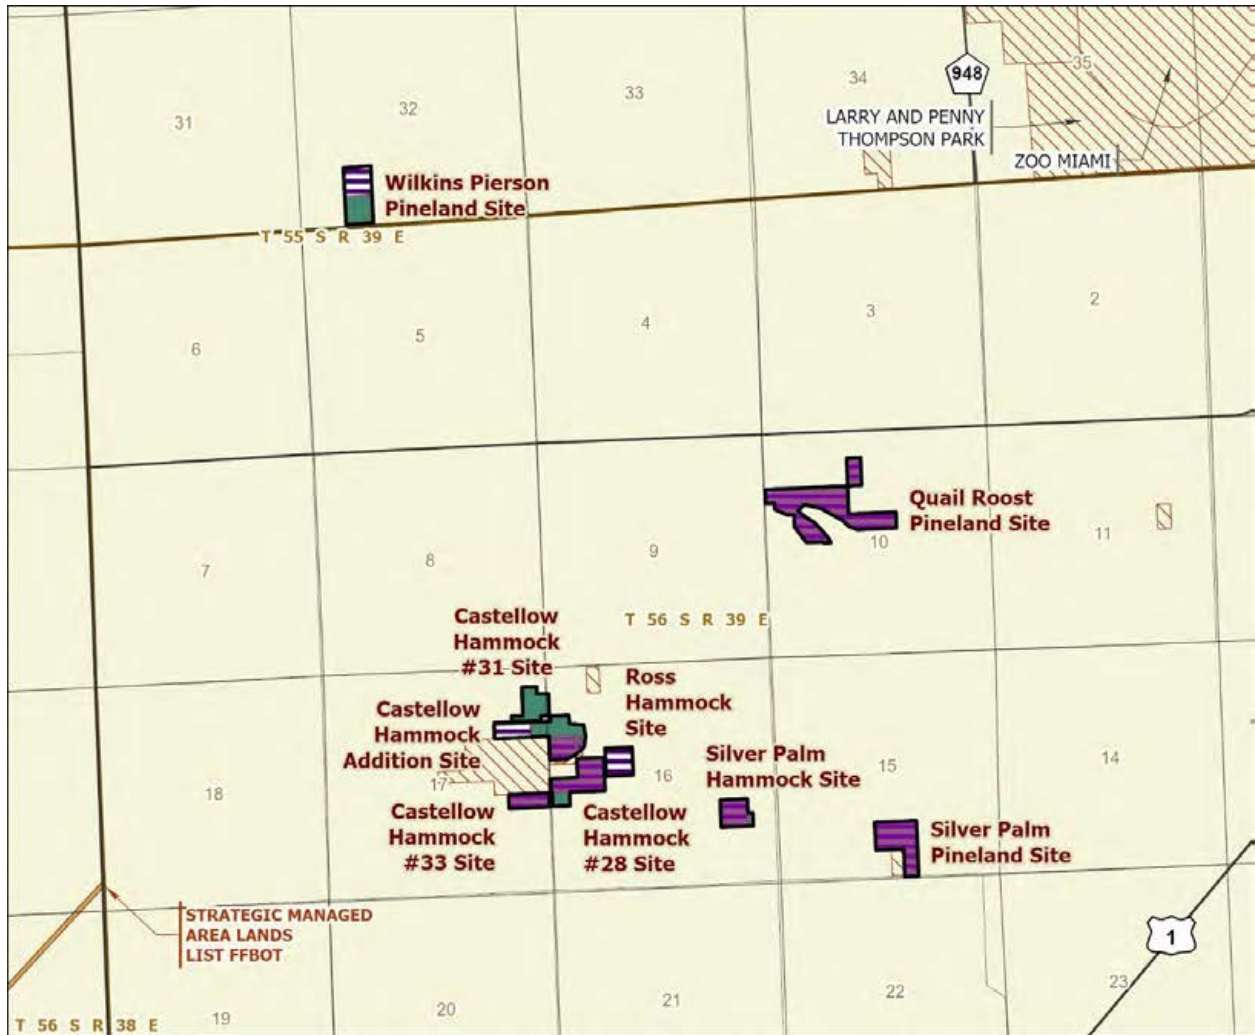 31
32
33
34
35
948
LARRY AND PENNY
THOMPSON PARK
ZOO MIAMI
Wilkins Pierson
Pineland Site
T 55 S R 39 E
6
5
4
3
2
Quail Roost
Pineland Site
7
8
9
10
11
T 56 S R 39 E
Castellow
Hammock
#31 Site
Ross
Hammock
Site
Castellow
Hammock
Addition Site
Silver Palm
Hammock Site
18
17
16
15
14
Castellow
Hammock
#33 Site
Castellow
Hammock
#28 Site
Silver Palm
Pineland Site
STRATEGIC MANAGED
AREA LANDS
LIST FFBOT
1
T 56 S R 38 E
19
20
21
22
23